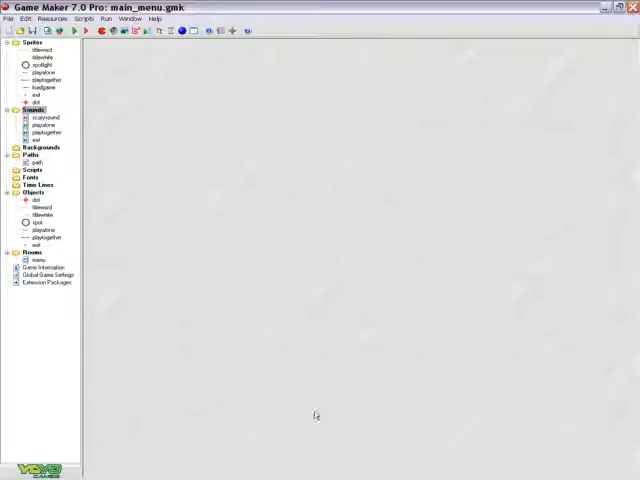 Game Maker 7.0 Pro: main_menu.gmk
File Edit Resources Scripts Run Window Help
Sprites
titleword
titlewhite
spotlight
playalone
playtogether
loadgame
exit
dot
Sounds
scarysound
playalone
playtogether
exit
Backgrounds
Paths
path
Scripts
Fonts
Time Lines
Objects
dot
titleword
titlewhite
spot
playalone
playtogether
exit
Rooms
menu
Game Information
Global Game Settings
Extension Packages
YOYO
GAMES